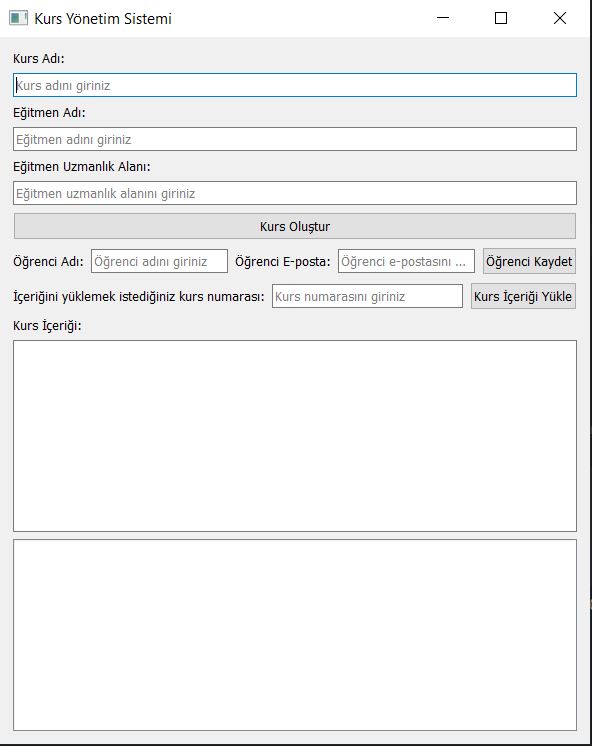 Kurs Yönetim Sistemi
Kurs Adı:
Kurs adını giriniz
Eğitmen Adı:
Eğitmen adını giriniz
Eğitmen Uzmanlık Alanı:
Eğitmen uzmanlık alanını giriniz
Kurs Oluştur
Öğrenci Adı: Öğrenci adını giriniz Öğrenci E-posta: Öğrenci e-postasını ... Öğrenci Kaydet
İçeriğini yüklemek istediğiniz kurs numarası: Kurs numarasını giriniz Kurs İçeriği Yükle
Kurs İçeriği: